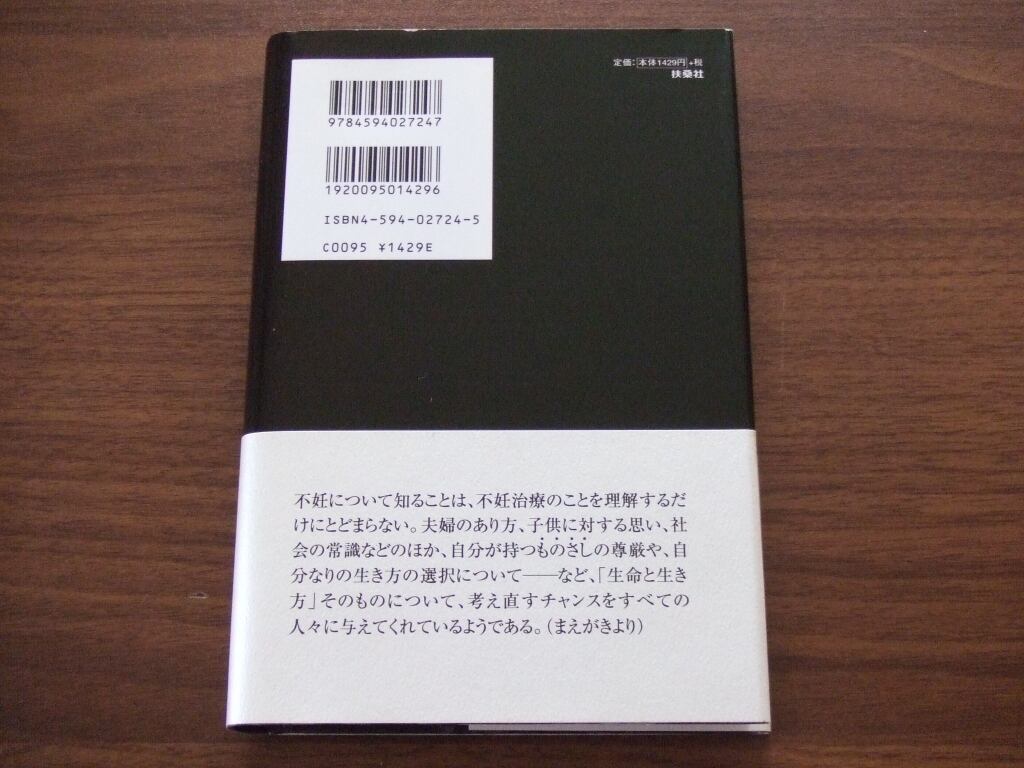 9784594027247
1920095014296
ISBN4-594-02724-5
C0095 ¥1429E
定価:本体1429円+税
扶桑社
不妊について知ることは、不妊治療のことを理解するだ
けにとどまらない。夫婦のあり方、子供に対する思い、社
会の常識などのほか、自分が持つものさしの尊厳や、自
分なりの生き方の選択について——など、「生命と生き
方」そのものについて、考え直すチャンスをすべての
人々に与えてくれているようである。(まえがきより)